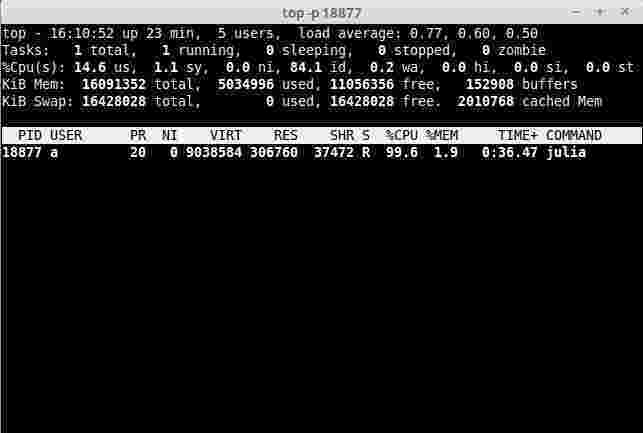 top -p 18877
top - 16:10:52 up 23 min,  5 users,  load average: 0.77, 0.60, 0.50
Tasks:   1 total,   1 running,   0 sleeping,   0 stopped,   0 zombie
%Cpu(s): 14.6 us,  1.1 sy,  0.0 ni, 84.1 id,  0.2 wa,  0.0 hi,  0.0 si,  0.0 st
KiB Mem:  16091352 total,  5034996 used, 11056356 free,   152908 buffers
KiB Swap: 16428028 total,        0 used, 16428028 free.  2010768 cached Mem
PID USER      PR  NI    VIRT    RES    SHR S  %CPU %MEM     TIME+ COMMAND
18877 a         20   0 9038584 306760  37472 R  99.6  1.9   0:36.47 julia